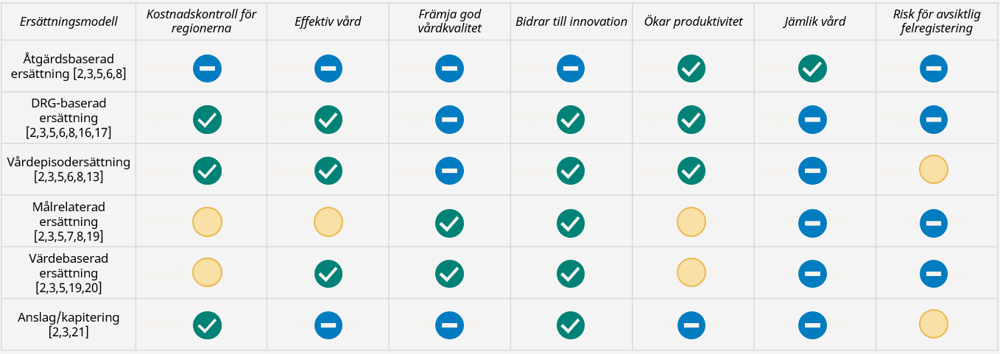 Ersättningsmodell
Kostnadskontroll för
regionerna
Effektiv vård
Främja god
vårdkvalitet
Bidrar till innovation
Ökar produktivitet
Jämlik vård
Risk för avsiktlig
felregistering
Åtgärdsbaserad
ersättning [2,3,5,6,8]
DRG-baserad
ersättning
[2,3,5,6,8,16,17]
Vårdepisodersättning
[2,3,5,6,8,13]
Målrelaterad
ersättning
[2,3,5,7,8,19]
Värdebaserad
ersättning
[2,3,5,19,20]
Anslag/kapitering
[2,3,21]